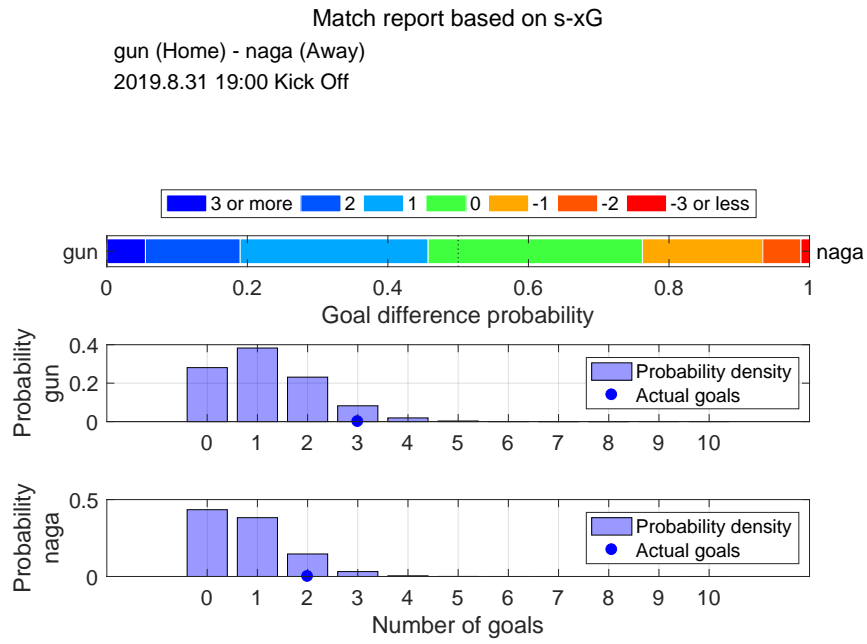 Match report based on s-xG
gun (Home) - naga (Away)
2019.8.31 19:00 Kick Off
3 or more 2 1 0 -1 -2 -3 or less
gun naga
0 0.2 0.4 0.6 0.8 1
Goal difference probability
0.4
0.2
0
Probability
gun
Probability density
Actual goals
0 1 2 3 4 5 6 7 8 9 10
0.5
0
Probability
naga
Probability density
Actual goals
0 1 2 3 4 5 6 7 8 9 10
Number of goals